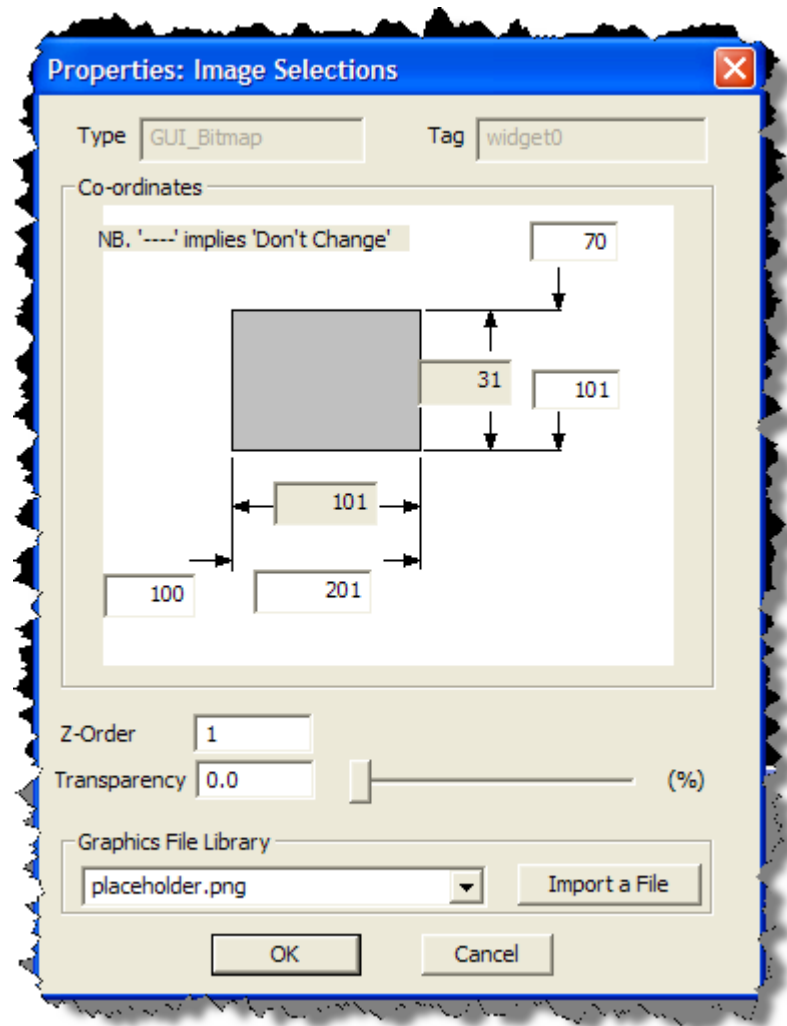 Properties: Image Selections
Type GUI_Bitmap Tag widget0
Co-ordinates
NB. '----' implies 'Don't Change' 70
31 101
101
100 201
Z-Order 1
Transparency 0.0 (%)
Graphics File Library
placeholder.png Import a File
OK Cancel